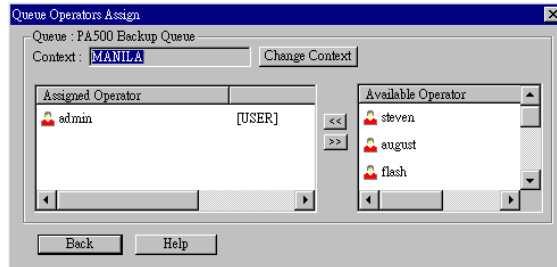 Queue Operators Assign
Queue : PA500 Backup Queue
Context : MANILA Change Context
Assigned Operator
admin [USER]
<<
>>
Available Operator
steven
august
flash
Back Help